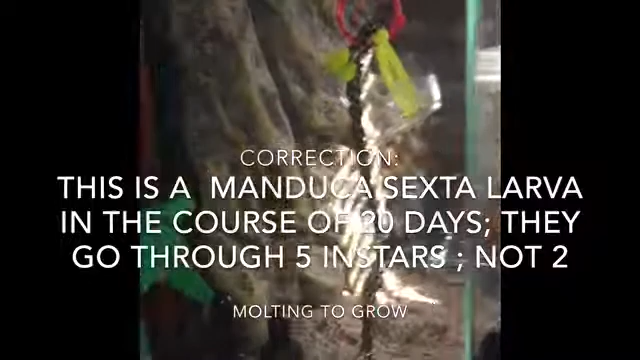 CORRECTION:
THIS IS A MANDUCA SEXTA LARVA
IN THE COURSE OF 20 DAYS; THEY
GO THROUGH 5 INSTARS ; NOT 2
MOLTING TO GROW